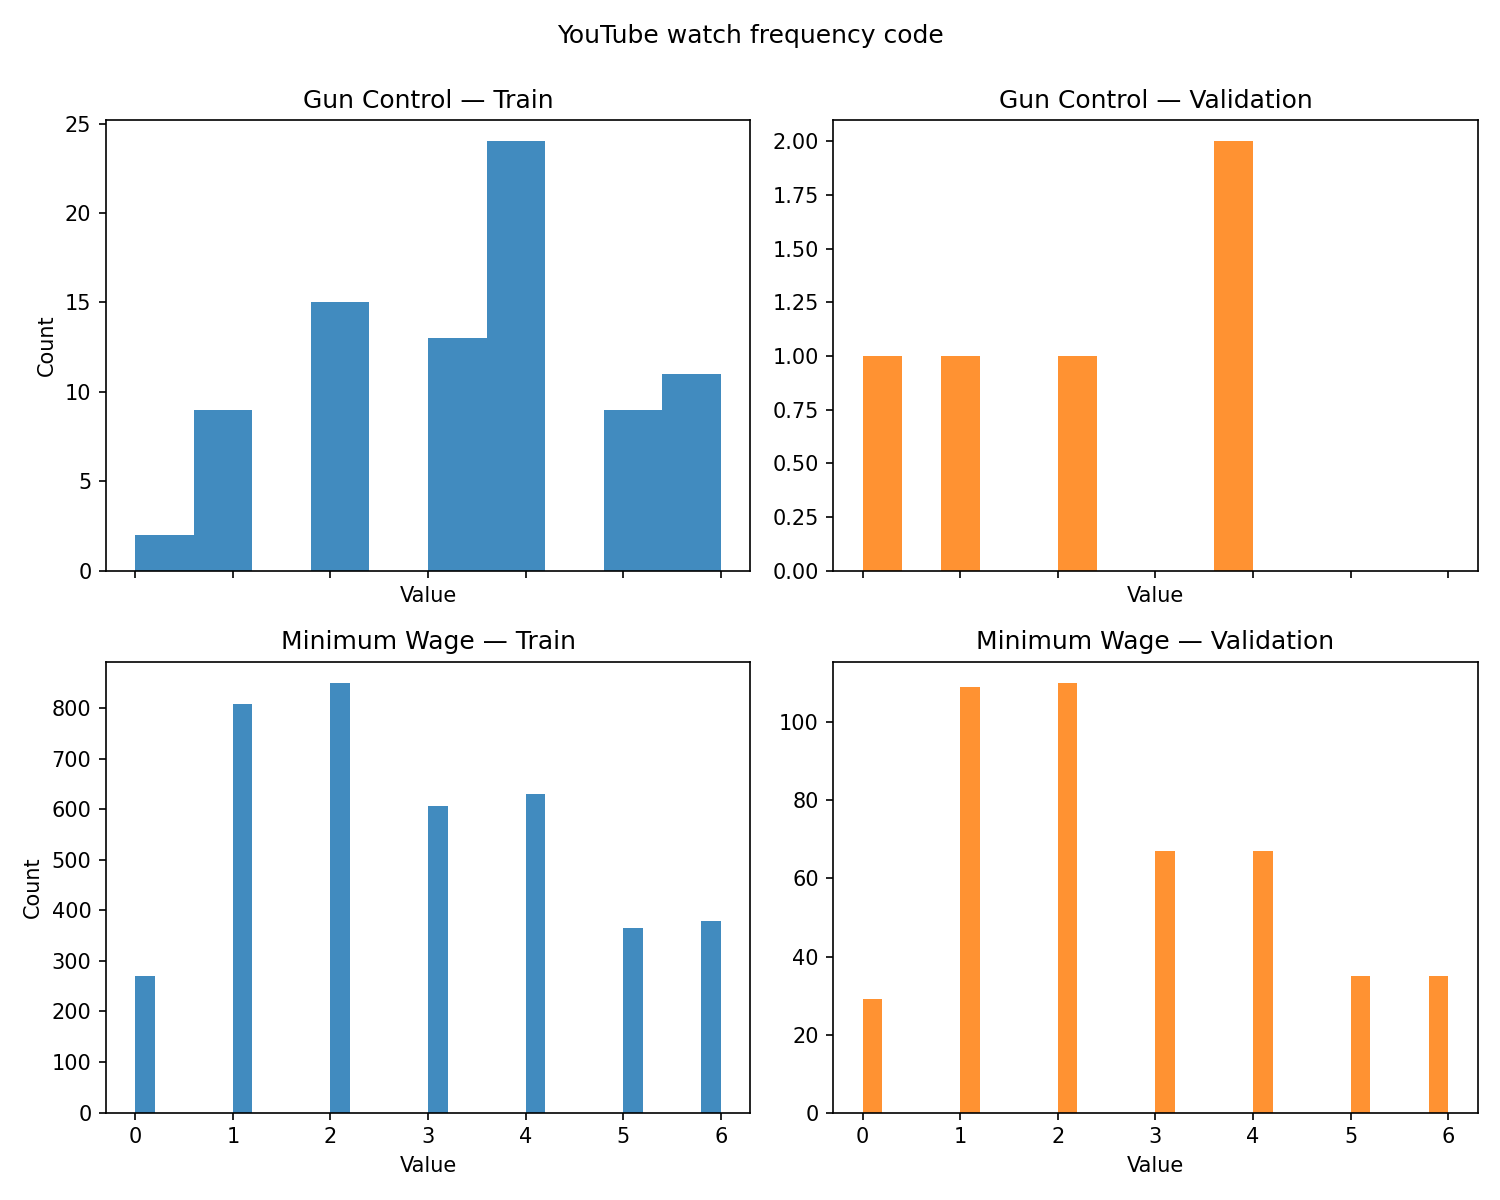 YouTube watch frequency code
Gun Control — Train
25
20
15
10
5
0
Count
Value
Gun Control — Validation
2.00
1.75
1.50
1.25
1.00
0.75
0.50
0.25
0.00
Value
Minimum Wage — Train
800
700
600
500
400
300
200
100
0
Count
0 1 2 3 4 5 6
Value
Minimum Wage — Validation
100
80
60
40
20
0
0 1 2 3 4 5 6
Value